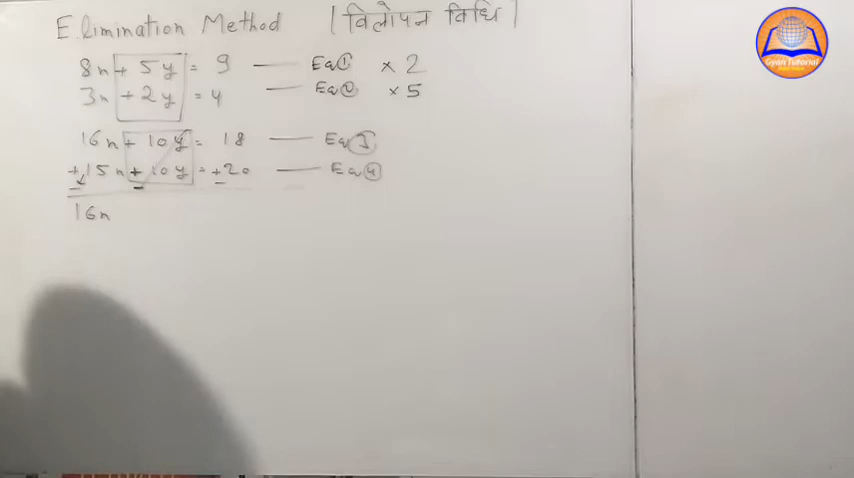 Elimination Method (विलोपन विधि)
8x + 5y = 9 — Eq① × 2
3x + 2y = 4 — Eq② × 5
16x + 10y = 18 — Eq③
+15x + 10y = +20 — Eq④
− − −
16x
Gyan Tutorial